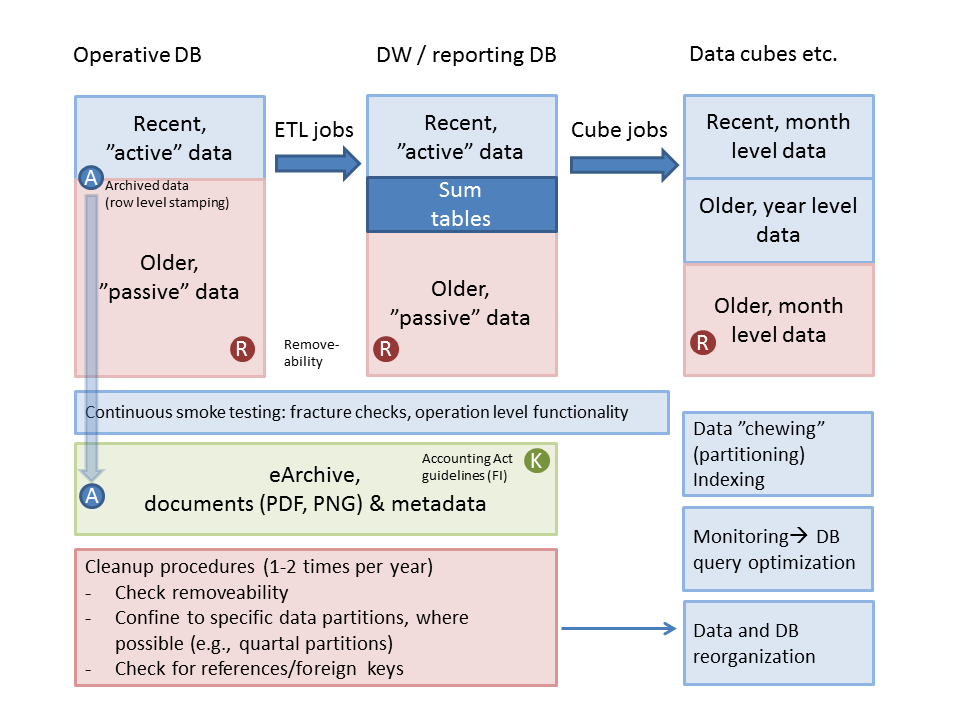 Operative DB
DW / reporting DB
Data cubes etc.
Recent,
”active” data
ETL jobs
Recent,
”active” data
Cube jobs
Recent, month
level data
A
Archived data
(row level stamping)
Sum
tables
Older, year level
data
Older,
”passive” data
Older,
”passive” data
Older, month
level data
R
Remove-
ability
R
R
Continuous smoke testing: fracture checks, operation level functionality
Data ”chewing”
(partitioning)
Indexing
eArchive,
documents (PDF, PNG) & metadata
Accounting Act
guidelines (FI)
K
A
Monitoring→ DB
query optimization
Cleanup procedures (1-2 times per year)
- Check removeability
- Confine to specific data partitions, where
possible (e.g., quartal partitions)
- Check for references/foreign keys
Data and DB
reorganization